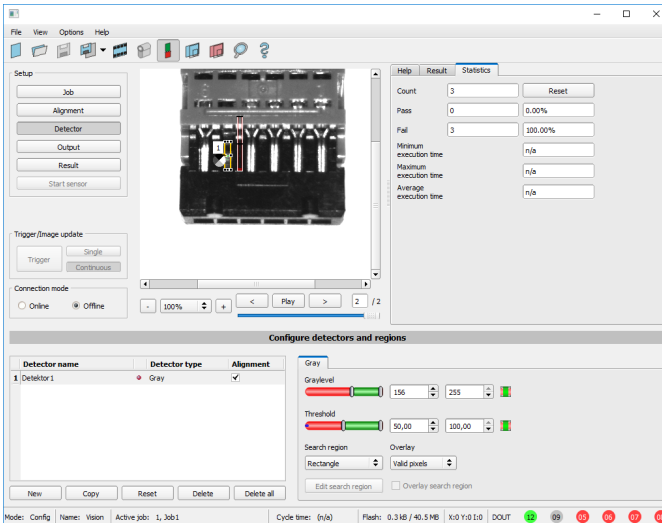 File View Options Help
Setup
Job
Alignment
Detector
Output
Result
Start sensor
Trigger/Image update
Trigger
Single
Continuous
Connection mode
Online Offline
1
- 100% + < Play > 2 / 2
Help Result Statistics
Count 3 Reset
Pass 0 0.00%
Fail 3 100.00%
Minimum
execution time n/a
Maximum
execution time n/a
Average
execution time n/a
Configure detectors and regions
Detector name Detector type Alignment
1 Detektor1 Gray
New Copy Reset Delete Delete all
Gray
Graylevel
156 255
Threshold
50,00 100,00
Search region Overlay
Rectangle Valid pixels
Edit search region Overlay search region
Mode: Config Name: Vision Active job: 1, Job1 Cycle time: (n/a) Flash: 0.3 kB / 40.5 MB X:0 Y:0 I:0 DOUT 12 09 05 06 07